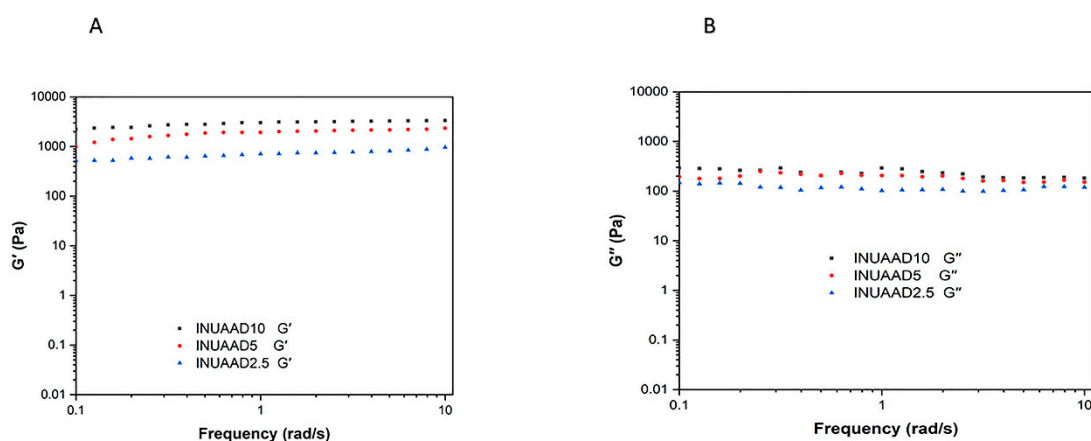 A
10000
1000
100
10
1
0.1
0.01
G′ (Pa)
INUAAD10 G′
INUAAD5 G′
INUAAD2.5 G′
0.1
1
10
Frequency (rad/s)
B
10000
1000
100
10
1
0.1
0.01
G″ (Pa)
INUAAD10 G″
INUAAD5 G″
INUAAD2.5 G″
0.1
1
10
Frequency (rad/s)